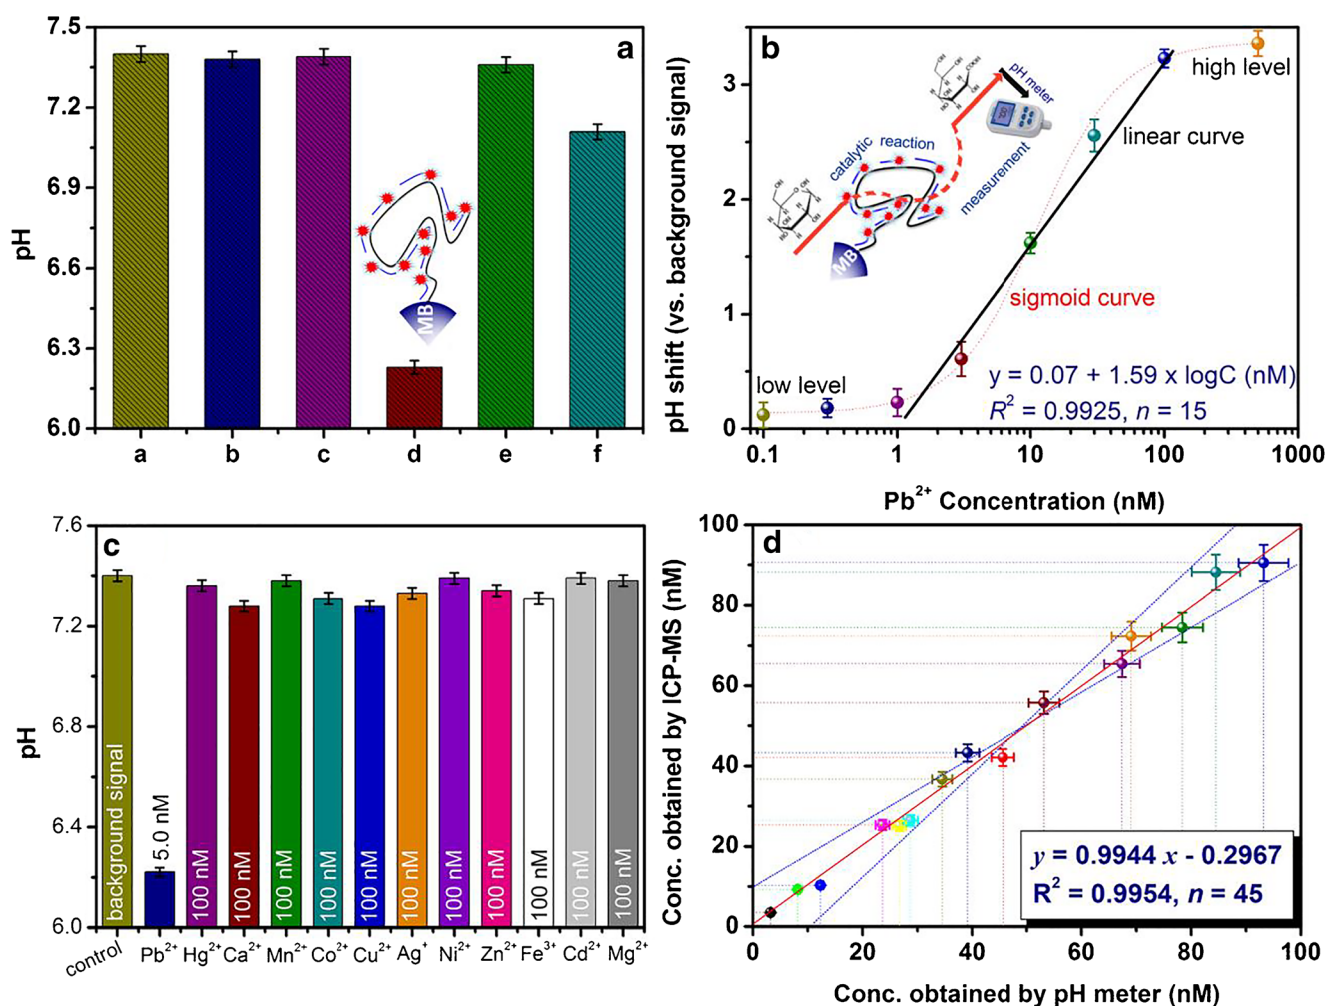 a
pH
7.5
7.2
6.9
6.6
6.3
6.0
MB
a b c d e f
b
pH shift (vs. background signal)
3
2
1
0
high level
linear curve
sigmoid curve
low level
catalytic reaction
pH meter
measurement
MB
y = 0.07 + 1.59 x logC (nM)
R² = 0.9925, n = 15
0.1 1 10 100 1000
Pb²⁺ Concentration (nM)
c
pH
7.6
7.2
6.8
6.4
6.0
background signal
5.0 nM
100 nM
100 nM
100 nM
100 nM
100 nM
100 nM
100 nM
100 nM
100 nM
100 nM
100 nM
control Pb²⁺ Hg²⁺ Ca²⁺ Mn²⁺ Co²⁺ Cu²⁺ Ag⁺ Ni²⁺ Zn²⁺ Fe³⁺ Cd²⁺ Mg²⁺
d
Conc. obtained by ICP-MS (nM)
100
80
60
40
20
0
y = 0.9944 x - 0.2967
R² = 0.9954, n = 45
0 20 40 60 80 100
Conc. obtained by pH meter (nM)